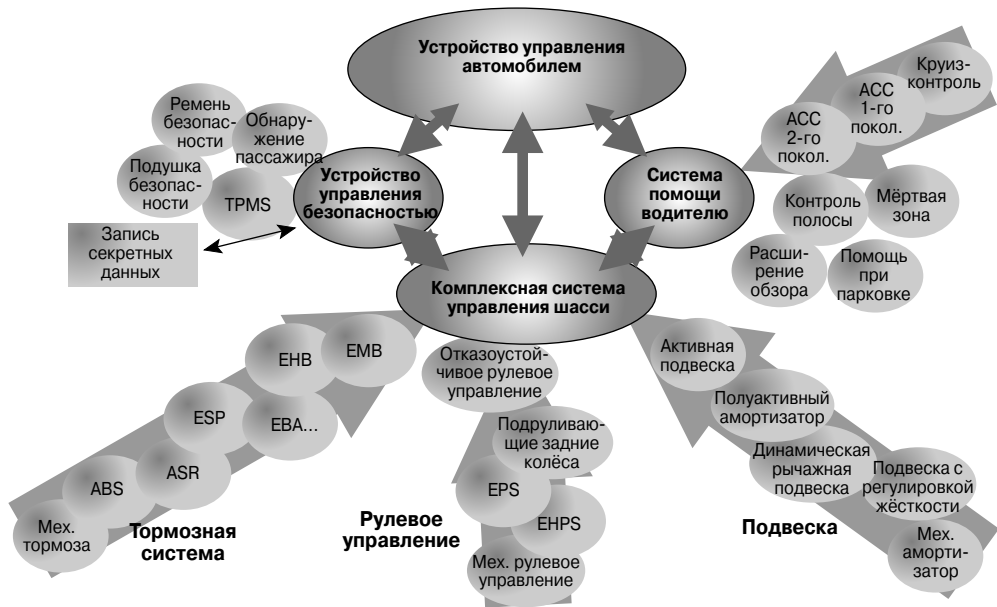 Устройство управления
автомобилем
Круиз-
контроль
АСС
1-го
покол.
АСС
2-го
покол.
Ремень
безопас-
ности
Обнару-
жение
пассажира
Подушка
безопас-
ности
TPMS
Устройство
управления
безопасностью
Система
помощи
водителю
Контроль
полосы
Мёртвая
зона
Запись
секретных
данных
Расши-
рение
обзора
Помощь
при
парковке
Комплексная система
управления шасси
EHB
EMB
Отказоустой-
чивое рулевое
управление
Активная
подвеска
ESP
EBA...
Полуактивный
амортизатор
Подруливаю-
щие задние
колёса
Динамическая
рычажная
подвеска
Подвеска с
регулировкой
жёсткости
ABS
ASR
EPS
EHPS
Мех.
тормоза
Тормозная
система
Рулевое
управление
Мех. рулевое
управление
Подвеска
Мех.
аморти-
затор